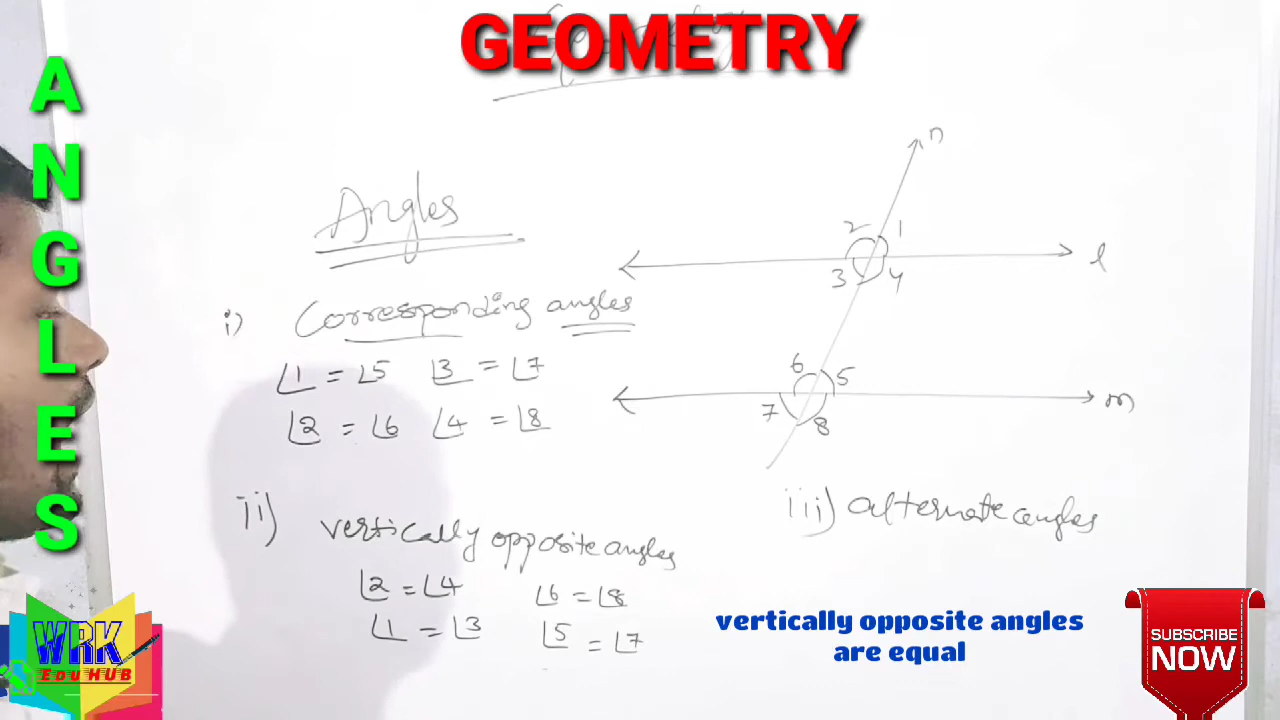 GEOMETRY
ANGLES
Angles
n
2 1
3 4
l
i) Corresponding angles
∠1 = ∠5 ∠3 = ∠7
∠2 = ∠6 ∠4 = ∠8
6 5
7 8
m
ii) vertically opposite angles
∠2 = ∠4 ∠6 = ∠8
∠1 = ∠3 ∠5 = ∠7
iii) alternate angles
vertically opposite angles
are equal
SUBSCRIBE
NOW
WRK
EDU HUB